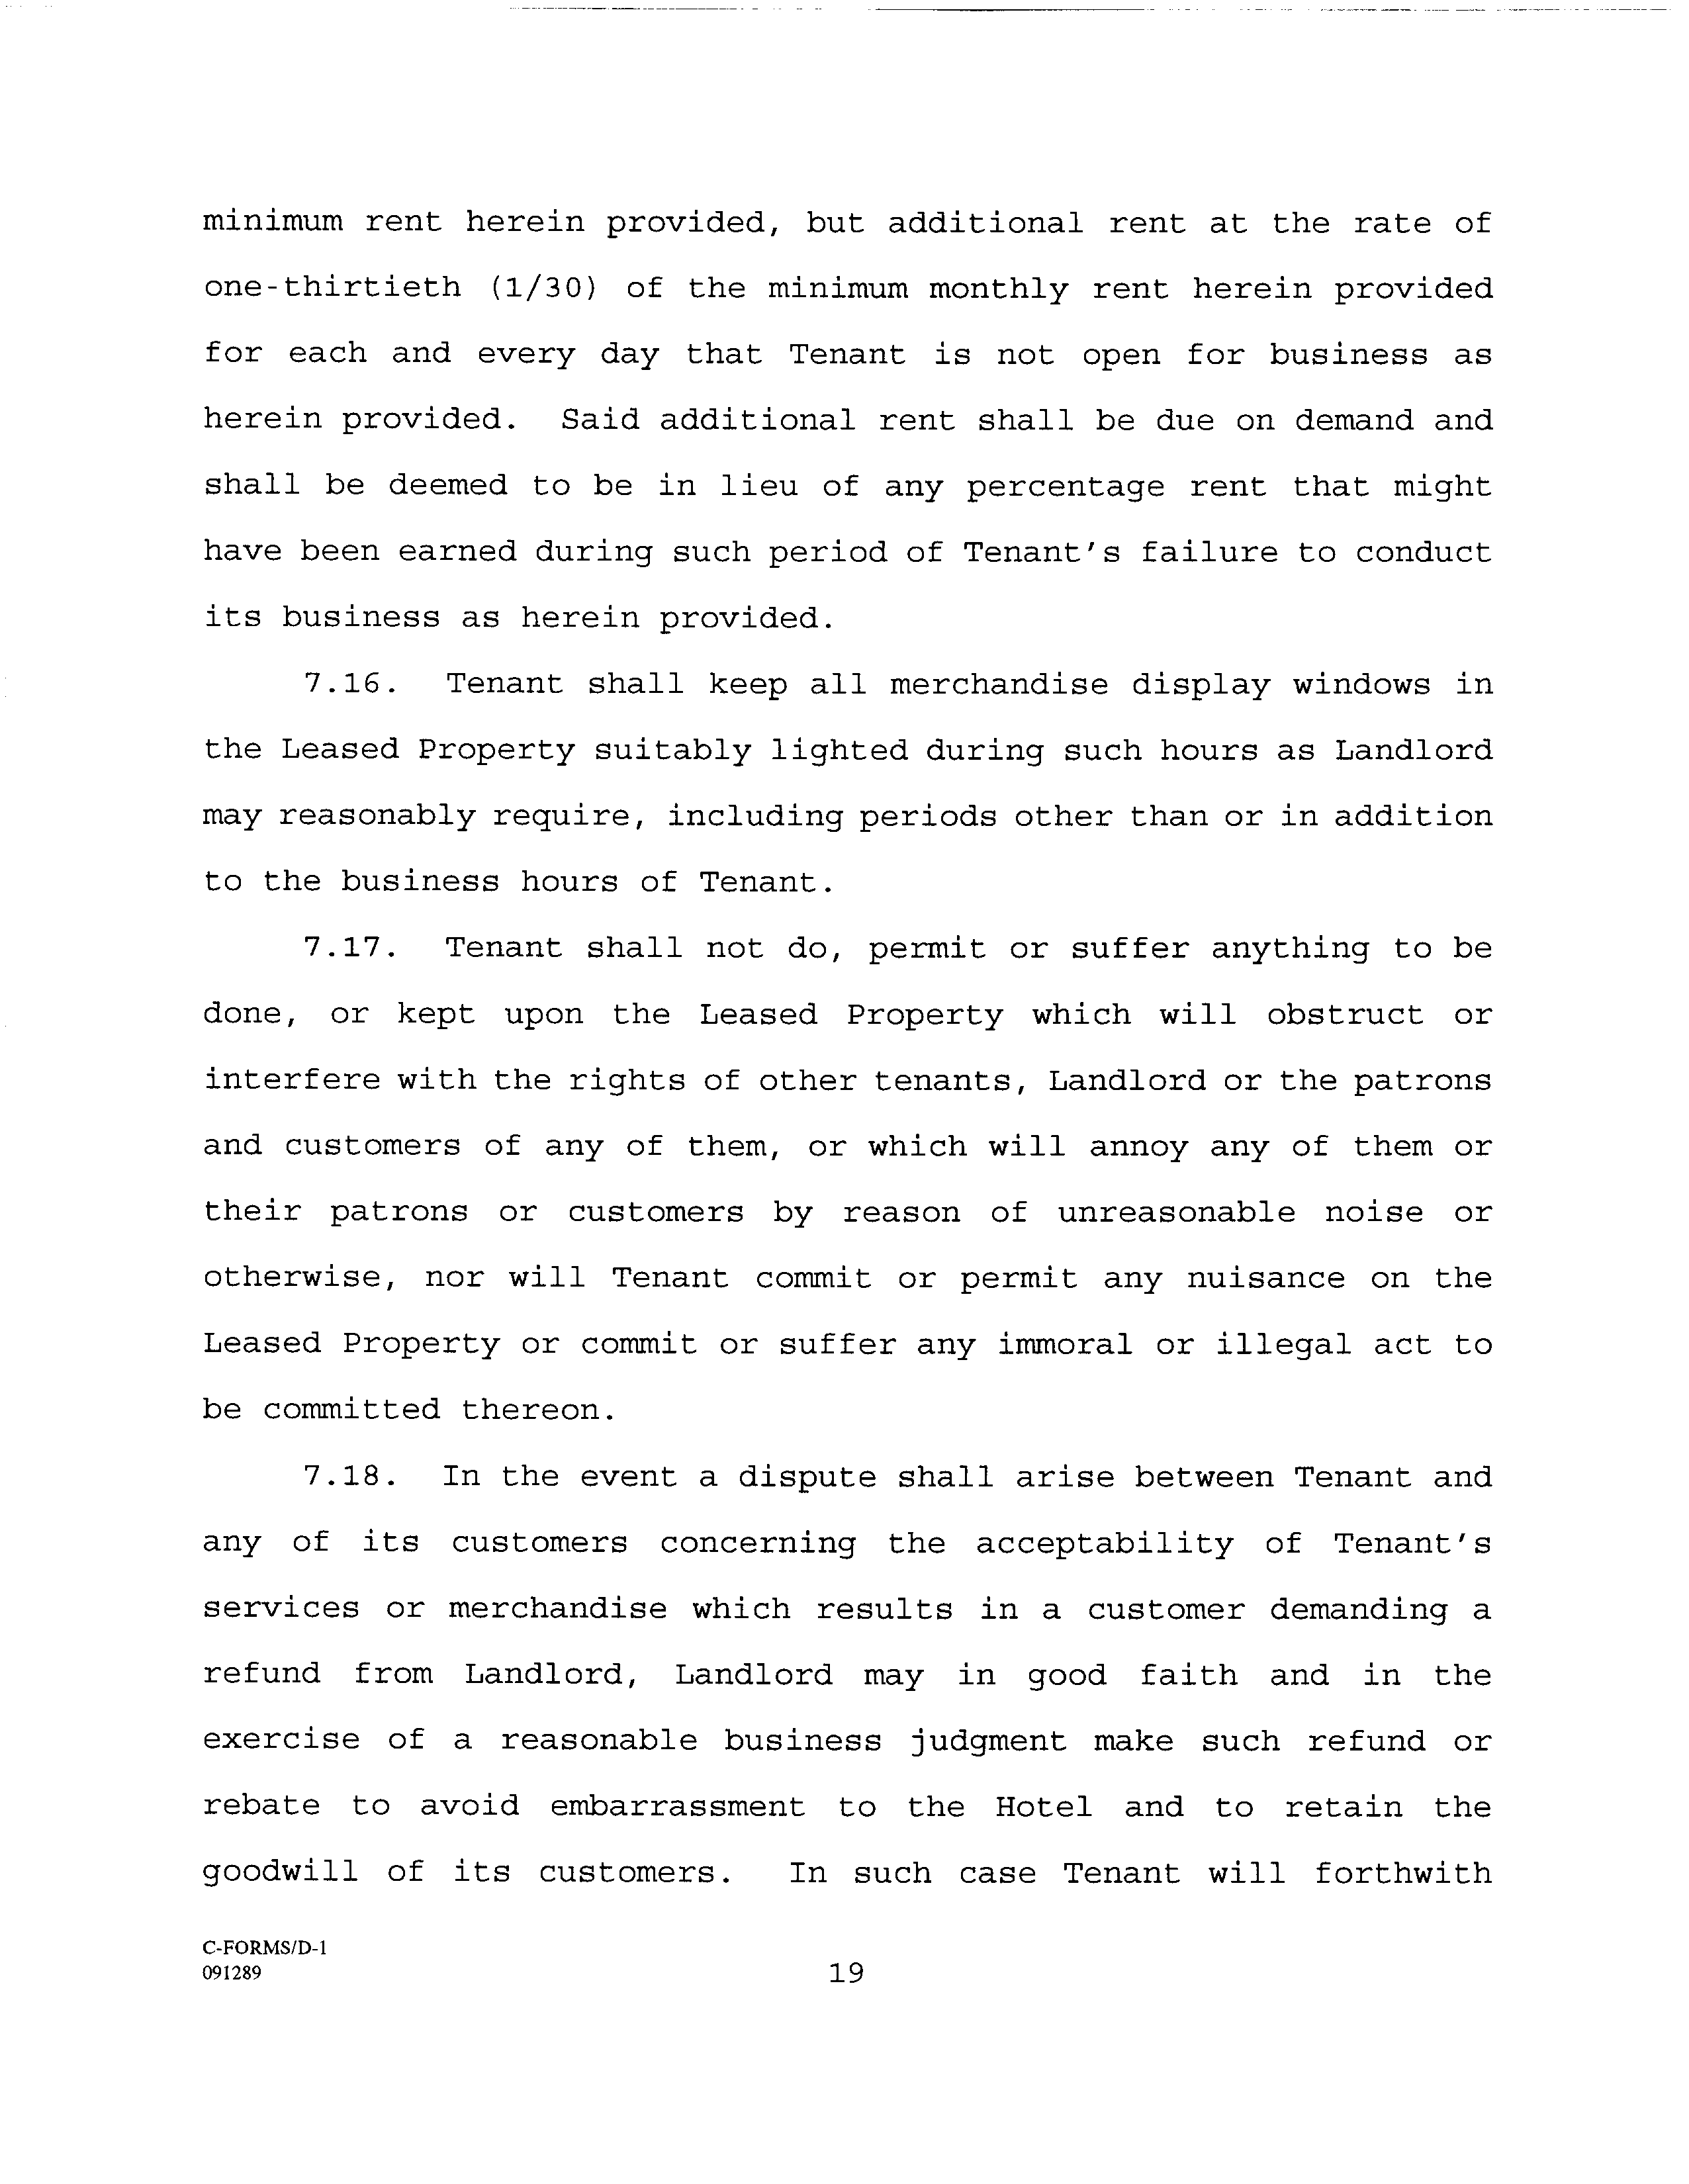 minimum rent herein provided, but additional rent at the rate of
one-thirtieth (1/30) of the minimum monthly rent herein provided
for each and every day that Tenant is not open for business as
herein provided. Said additional rent shall be due on demand and
shall be deemed to be in lieu of any percentage rent that might
have been earned during such period of Tenant's failure to conduct
its business as herein provided.
7.16. Tenant shall keep all merchandise display windows in
the Leased Property suitably lighted during such hours as Landlord
may reasonably require, including periods other than or in addition
to the business hours of Tenant.
7.17. Tenant shall not do, permit or suffer anything to be
done, or kept upon the Leased Property which will obstruct or
interfere with the rights of other tenants, Landlord or the patrons
and customers of any of them, or which will annoy any of them or
their patrons or customers by reason of unreasonable noise or
otherwise, nor will Tenant commit or permit any nuisance on the
Leased Property or commit or suffer any immoral or illegal act to
be committed thereon.
7.18. In the event a dispute shall arise between Tenant and
any of its customers concerning the acceptability of Tenant's
services or merchandise which results in a customer demanding a
refund from Landlord, Landlord may in good faith and in the
exercise of a reasonable business judgment make such refund or
rebate to avoid embarrassment to the Hotel and to retain the
goodwill of its customers. In such case Tenant will forthwith
C-FORMS/D-1
091289
19